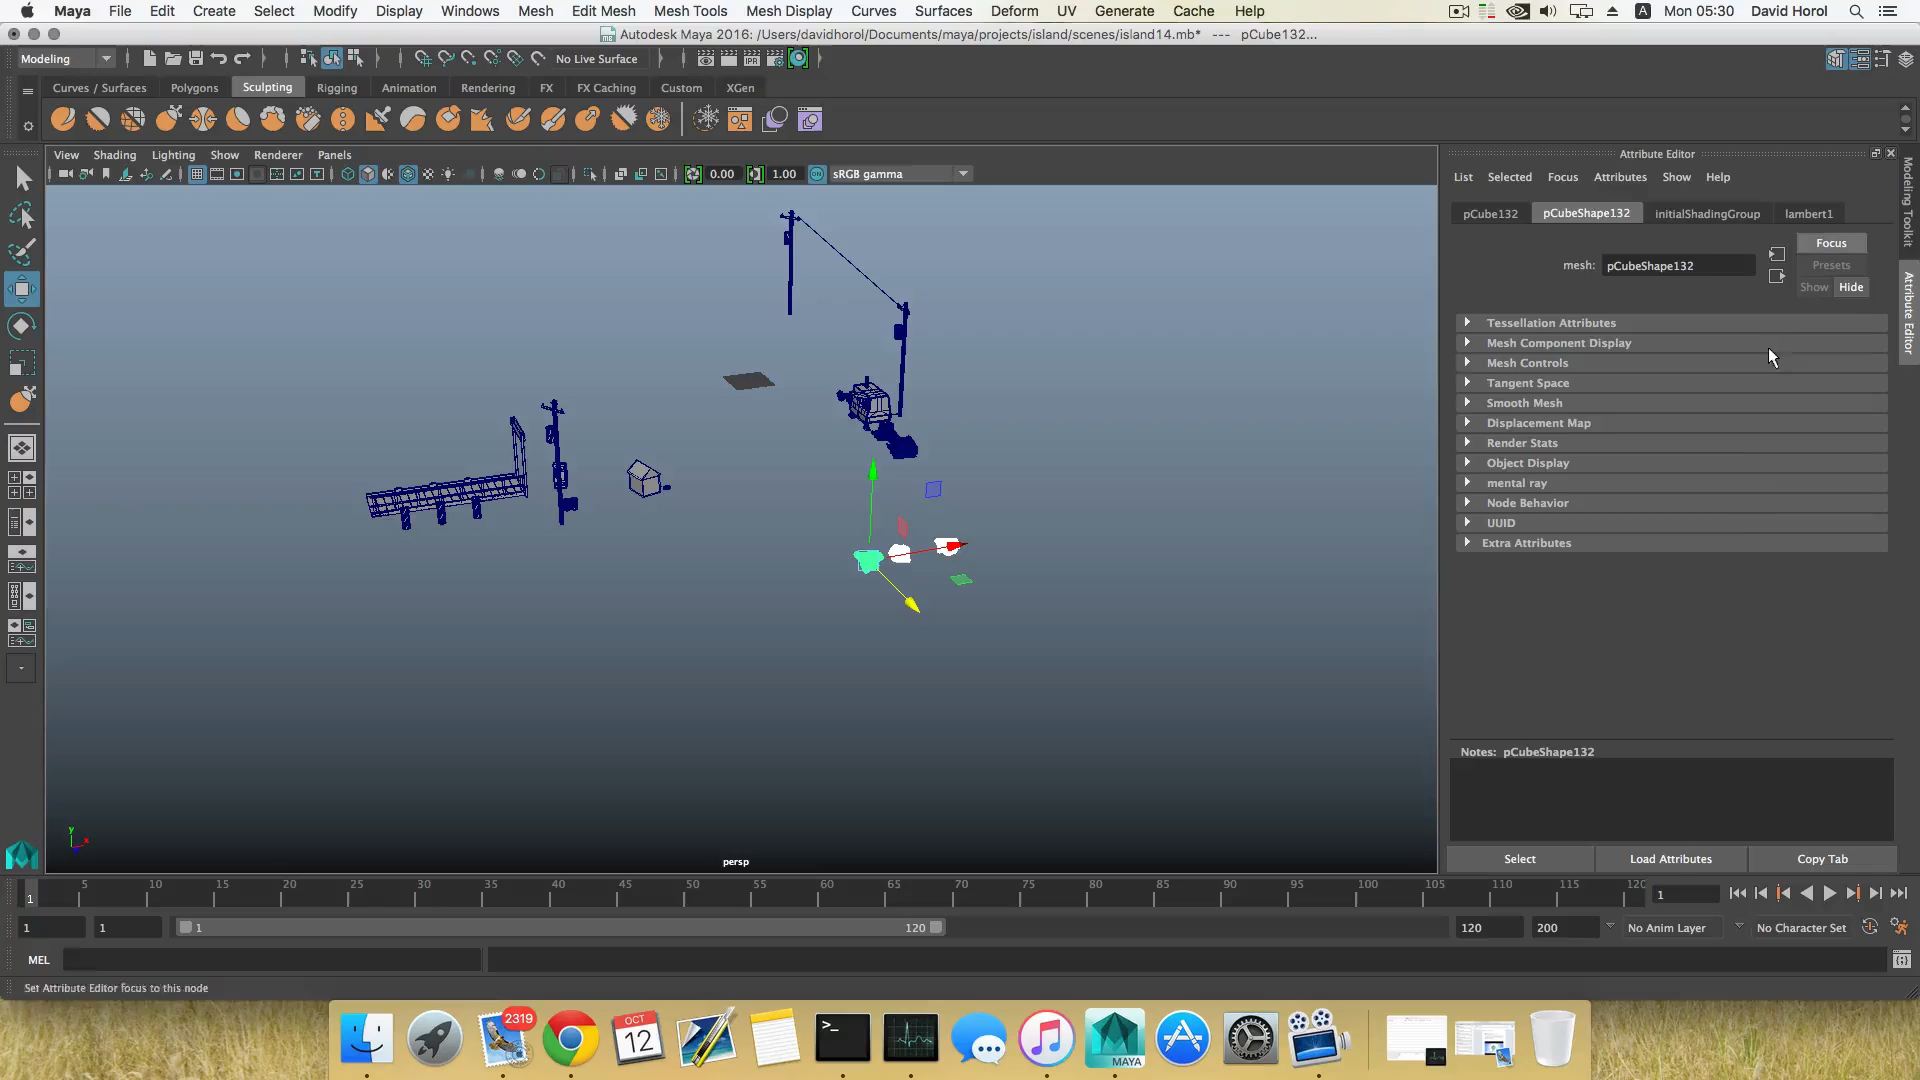 Maya File Edit Create Select Modify Display Windows Mesh Edit Mesh Mesh Tools Mesh Display Curves Surfaces Deform UV Generate Cache Help A Mon 05:30 David Horol
Autodesk Maya 2016: /Users/davidhorol/Documents/maya/projects/island/scenes/island14.mb* --- pCube132...
Modeling No Live Surface IPR
Curves / Surfaces Polygons Sculpting Rigging Animation Rendering FX FX Caching Custom XGen
View Shading Lighting Show Renderer Panels
0.00 1.00 ON sRGB gamma
Attribute Editor
List Selected Focus Attributes Show Help
pCube132 pCubeShape132 initialShadingGroup lambert1
Focus
mesh: pCubeShape132
Presets
Show Hide
Tessellation Attributes
Mesh Component Display
Mesh Controls
Tangent Space
Smooth Mesh
Displacement Map
Render Stats
Object Display
mental ray
Node Behavior
UUID
Extra Attributes
Modeling Toolkit
Attribute Editor
Notes: pCubeShape132
Select Load Attributes Copy Tab
y
x
persp
5 10 15 20 25 30 35 40 45 50 55 60 65 70 75 80 85 90 95 100 105 110 115 120
1 1
1 1 1 120 120 200 No Anim Layer No Character Set
MEL
Set Attribute Editor focus to this node
2319
OCT
12
>_
MAYA